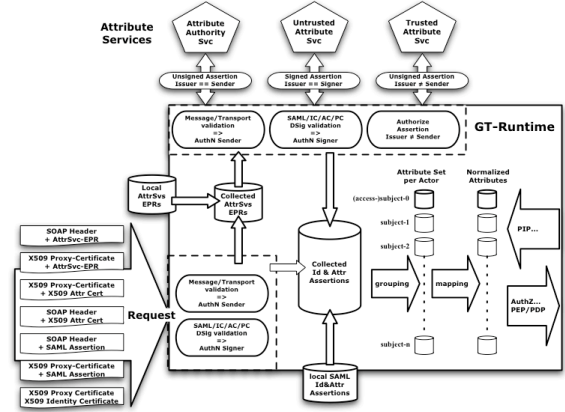 Attribute
Services
Attribute
Authority
Svc
Untrusted
Attribute
Svc
Trusted
Attribute
Svc
Unsigned Assertion
Issuer == Sender
Signed Assertion
Issuer == Signer
Unsigned Assertion
Issuer ≠ Sender
Message/Transport
validation
=>
AuthN Sender
SAML/IC/AC/PC
DSig validation
=>
AuthN Signer
Authorize
Assertion
Issuer ≠ Sender
GT-Runtime
Local
AttrSvs
EPRs
Collected
AttrSvs
EPRs
Attribute Set
per Actor
Normalized
Attributes
(access-)subject-0
subject-1
subject-2
subject-n
PIP...
SOAP Header
+ AttrSvc-EPR
X509 Proxy-Certificate
+ AttrSvc-EPR
X509 Proxy-Certificate
+ X509 Attr Cert
SOAP Header
+ X509 Attr Cert
SOAP Header
+ SAML Assertion
X509 Proxy-Certificate
+ SAML Assertion
X509 Proxy Certificate
X509 Identity Certificate
Request
Message/Transport
validation
=>
AuthN Sender
SAML/IC/AC/PC
DSig validation
=>
AuthN Signer
Collected
Id & Attr
Assertions
grouping
mapping
AuthZ...
PEP/PDP
local SAML
Id&Attr
Assertions